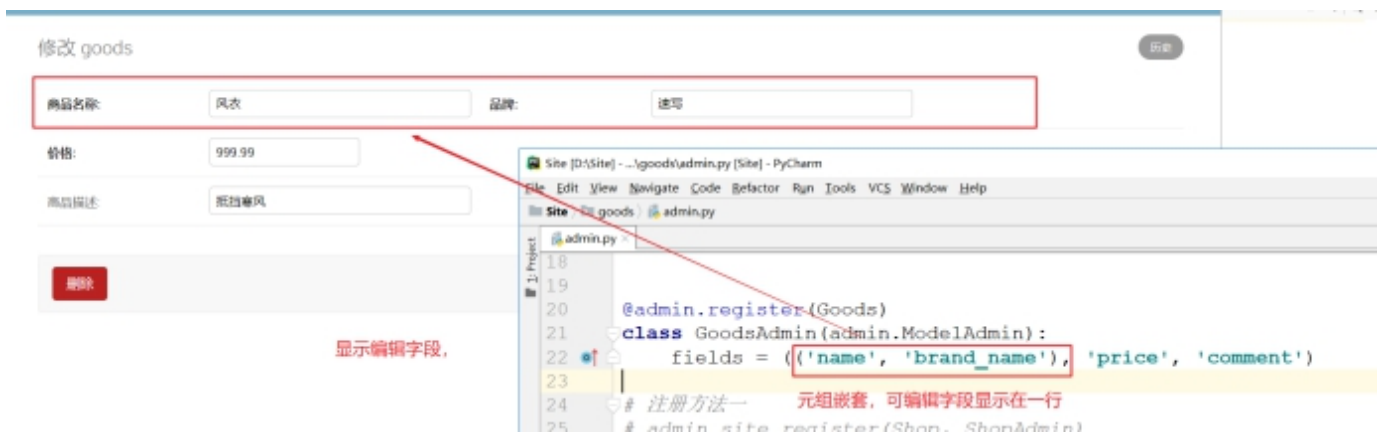 修改 goods
历史
商品名称: 风衣 品牌: 速写
价格: 999.99
商品描述: 抵挡寒风
删除
显示编辑字段，
Site [D:\Site] - ...\goods\admin.py [Site] - PyCharm
File Edit View Navigate Code Refactor Run Tools VCS Window Help
Site goods admin.py
admin.py
1: Project
18
19
20 @admin.register(Goods)
21 class GoodsAdmin(admin.ModelAdmin):
22 fields = (('name', 'brand_name'), 'price', 'comment')
23
24 # 注册方法一
元组嵌套，可编辑字段显示在一行
25 # admin.site.register(Shop, ShopAdmin)